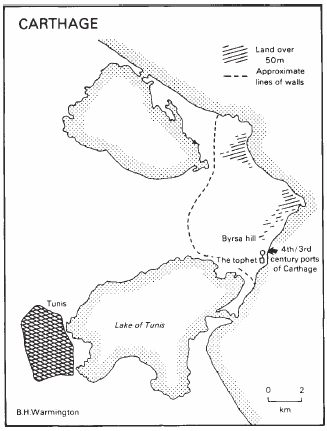 CARTHAGE
Land over
50m
Approximate
lines of walls
Byrsa hill
The tophet
4th/3rd
century ports
of Carthage
Tunis
Lake of Tunis
0 2
km
B.H.Warmington